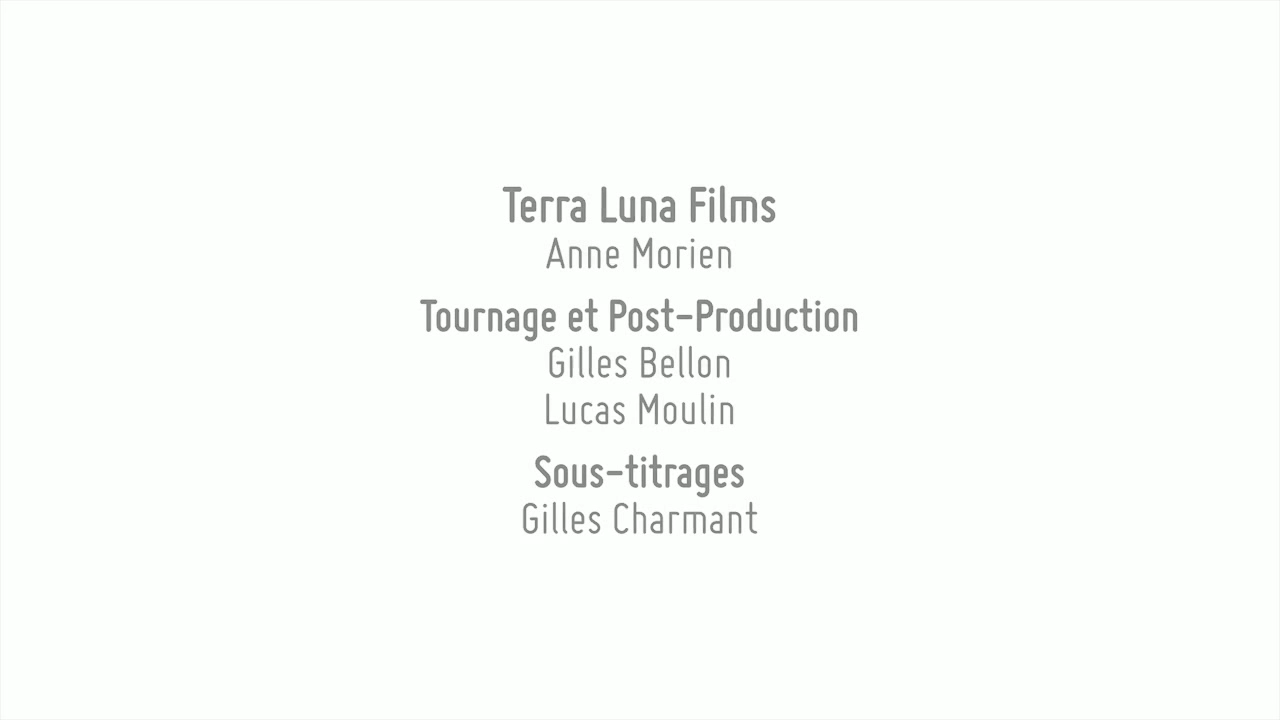 Terra Luna Films
Anne Morien
Tournage et Post-Production
Gilles Bellon
Lucas Moulin
Sous-titrages
Gilles Charmant